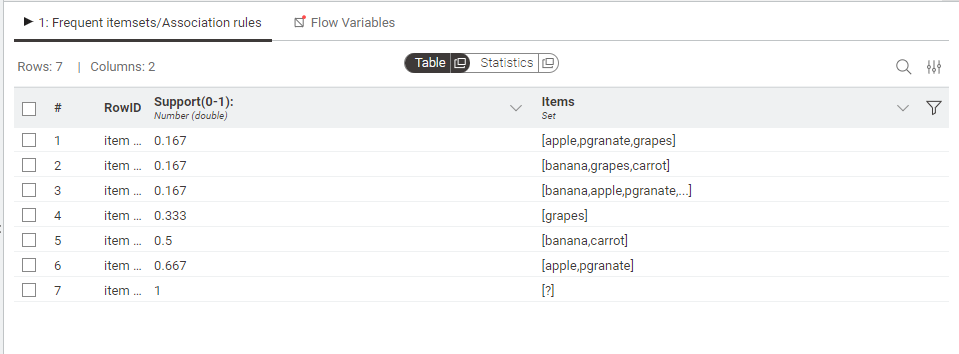 1: Frequent itemsets/Association rules Flow Variables
Rows: 7 | Columns: 2 Table Statistics
# RowID Support(0-1): Items
Number (double) Set
1 item ... 0.167 [apple,pgranate,grapes]
2 item ... 0.167 [banana,grapes,carrot]
3 item ... 0.167 [banana,apple,pgranate,...]
4 item ... 0.333 [grapes]
5 item ... 0.5 [banana,carrot]
6 item ... 0.667 [apple,pgranate]
7 item ... 1 [?]